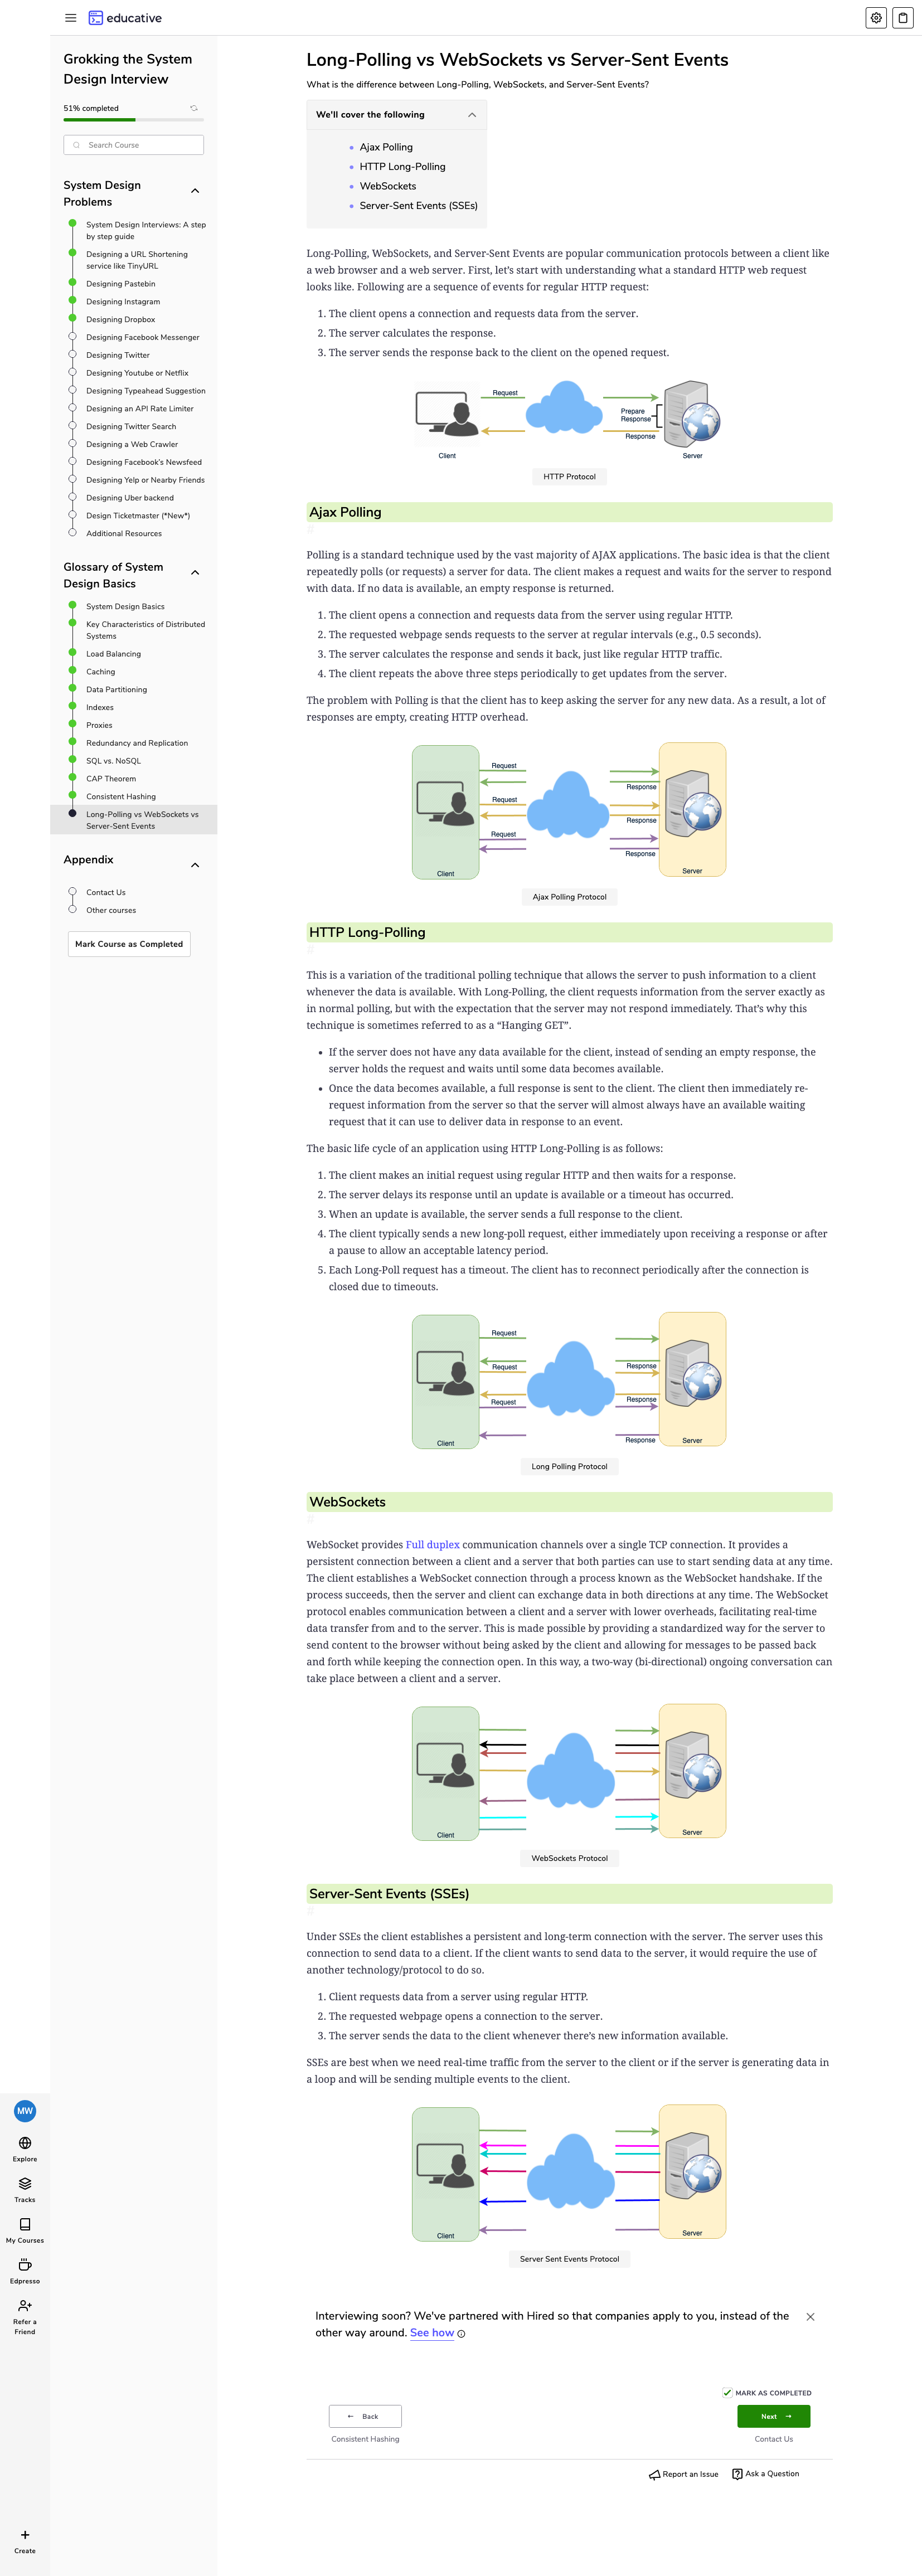 educative
Grokking the System
Design Interview
51% completed
Search Course
System Design
Problems
System Design Interviews: A step
by step guide
Designing a URL Shortening
service like TinyURL
Designing Pastebin
Designing Instagram
Designing Dropbox
Designing Facebook Messenger
Designing Twitter
Designing Youtube or Netflix
Designing Typeahead Suggestion
Designing an API Rate Limiter
Designing Twitter Search
Designing a Web Crawler
Designing Facebook's Newsfeed
Designing Yelp or Nearby Friends
Designing Uber backend
Design Ticketmaster (*New*)
Additional Resources
Glossary of System
Design Basics
System Design Basics
Key Characteristics of Distributed
Systems
Load Balancing
Caching
Data Partitioning
Indexes
Proxies
Redundancy and Replication
SQL vs. NoSQL
CAP Theorem
Consistent Hashing
Long-Polling vs WebSockets vs
Server-Sent Events
Appendix
Contact Us
Other courses
Mark Course as Completed
MW
Explore
Tracks
My Courses
Edpresso
Refer a
Friend
Create
Long-Polling vs WebSockets vs Server-Sent Events
What is the difference between Long-Polling, WebSockets, and Server-Sent Events?
We'll cover the following
Ajax Polling
HTTP Long-Polling
WebSockets
Server-Sent Events (SSEs)
Long-Polling, WebSockets, and Server-Sent Events are popular communication protocols between a client like
a web browser and a web server. First, let's start with understanding what a standard HTTP web request
looks like. Following are a sequence of events for regular HTTP request:
1. The client opens a connection and requests data from the server.
2. The server calculates the response.
3. The server sends the response back to the client on the opened request.
Request
Prepare
Response
Response
Client
Server
HTTP Protocol
Ajax Polling
#
Polling is a standard technique used by the vast majority of AJAX applications. The basic idea is that the client
repeatedly polls (or requests) a server for data. The client makes a request and waits for the server to respond
with data. If no data is available, an empty response is returned.
1. The client opens a connection and requests data from the server using regular HTTP.
2. The requested webpage sends requests to the server at regular intervals (e.g., 0.5 seconds).
3. The server calculates the response and sends it back, just like regular HTTP traffic.
4. The client repeats the above three steps periodically to get updates from the server.
The problem with Polling is that the client has to keep asking the server for any new data. As a result, a lot of
responses are empty, creating HTTP overhead.
Request
Response
Request
Response
Request
Response
Client
Server
Ajax Polling Protocol
HTTP Long-Polling
#
This is a variation of the traditional polling technique that allows the server to push information to a client
whenever the data is available. With Long-Polling, the client requests information from the server exactly as
in normal polling, but with the expectation that the server may not respond immediately. That's why this
technique is sometimes referred to as a “Hanging GET”.
• If the server does not have any data available for the client, instead of sending an empty response, the
server holds the request and waits until some data becomes available.
• Once the data becomes available, a full response is sent to the client. The client then immediately re-
request information from the server so that the server will almost always have an available waiting
request that it can use to deliver data in response to an event.
The basic life cycle of an application using HTTP Long-Polling is as follows:
1. The client makes an initial request using regular HTTP and then waits for a response.
2. The server delays its response until an update is available or a timeout has occurred.
3. When an update is available, the server sends a full response to the client.
4. The client typically sends a new long-poll request, either immediately upon receiving a response or after
a pause to allow an acceptable latency period.
5. Each Long-Poll request has a timeout. The client has to reconnect periodically after the connection is
closed due to timeouts.
Request
Response
Request
Response
Request
Response
Client
Server
Long Polling Protocol
WebSockets
#
WebSocket provides Full duplex communication channels over a single TCP connection. It provides a
persistent connection between a client and a server that both parties can use to start sending data at any time.
The client establishes a WebSocket connection through a process known as the WebSocket handshake. If the
process succeeds, then the server and client can exchange data in both directions at any time. The WebSocket
protocol enables communication between a client and a server with lower overheads, facilitating real-time
data transfer from and to the server. This is made possible by providing a standardized way for the server to
send content to the browser without being asked by the client and allowing for messages to be passed back
and forth while keeping the connection open. In this way, a two-way (bi-directional) ongoing conversation can
take place between a client and a server.
Client
Server
WebSockets Protocol
Server-Sent Events (SSEs)
#
Under SSEs the client establishes a persistent and long-term connection with the server. The server uses this
connection to send data to a client. If the client wants to send data to the server, it would require the use of
another technology/protocol to do so.
1. Client requests data from a server using regular HTTP.
2. The requested webpage opens a connection to the server.
3. The server sends the data to the client whenever there's new information available.
SSEs are best when we need real-time traffic from the server to the client or if the server is generating data in
a loop and will be sending multiple events to the client.
Client
Server
Server Sent Events Protocol
Interviewing soon? We've partnered with Hired so that companies apply to you, instead of the
other way around. See how
MARK AS COMPLETED
← Back
Next →
Consistent Hashing
Contact Us
Report an Issue
Ask a Question